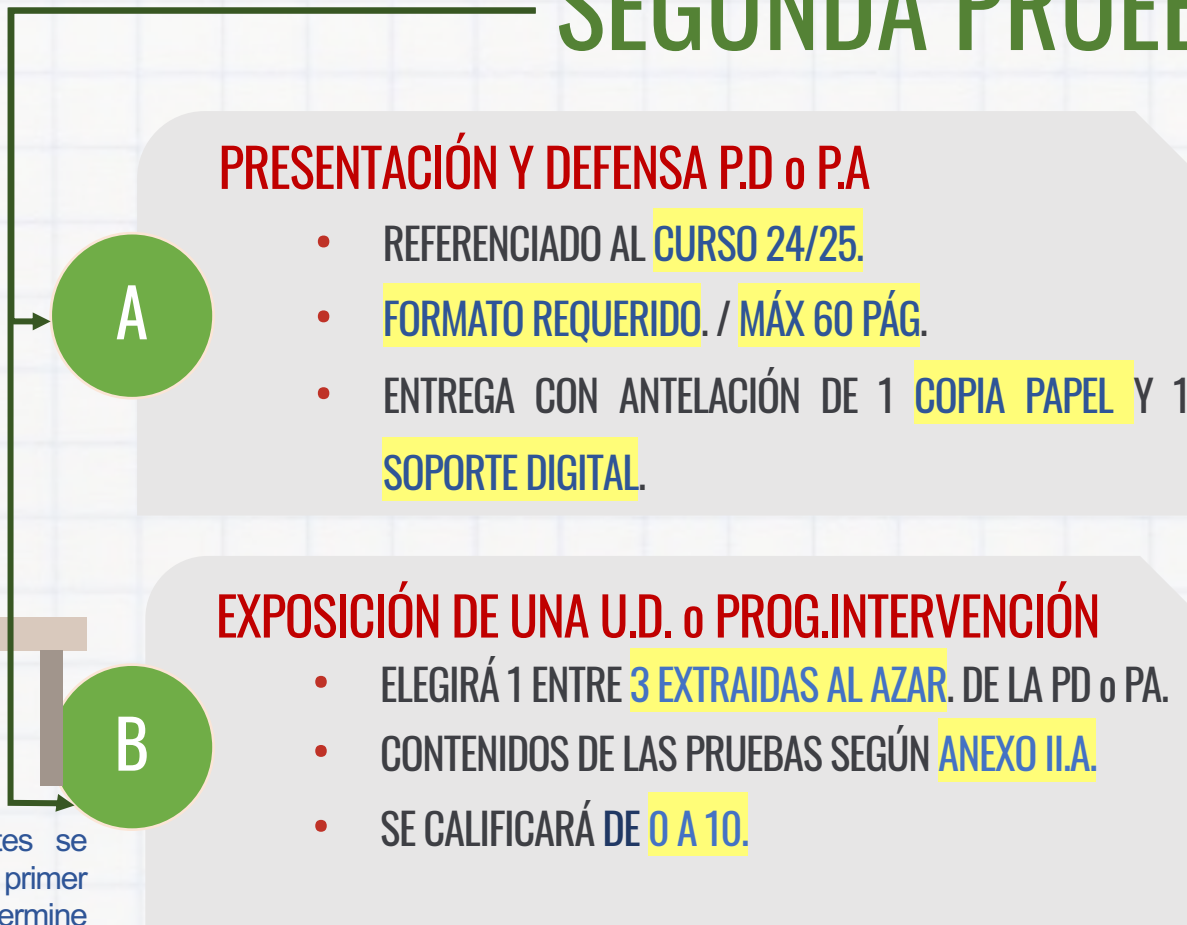 SEGUNDA PRUEB
PRESENTACIÓN Y DEFENSA P.D o P.A
• REFERENCIADO AL CURSO 24/25.
A
• FORMATO REQUERIDO. / MÁX 60 PÁG.
• ENTREGA CON ANTELACIÓN DE 1 COPIA PAPEL Y 1
SOPORTE DIGITAL.
EXPOSICIÓN DE UNA U.D. o PROG.INTERVENCIÓN
• ELEGIRÁ 1 ENTRE 3 EXTRAIDAS AL AZAR. DE LA PD o PA.
B
• CONTENIDOS DE LAS PRUEBAS SEGÚN ANEXO II.A.
• SE CALIFICARÁ DE 0 A 10.
se
primer